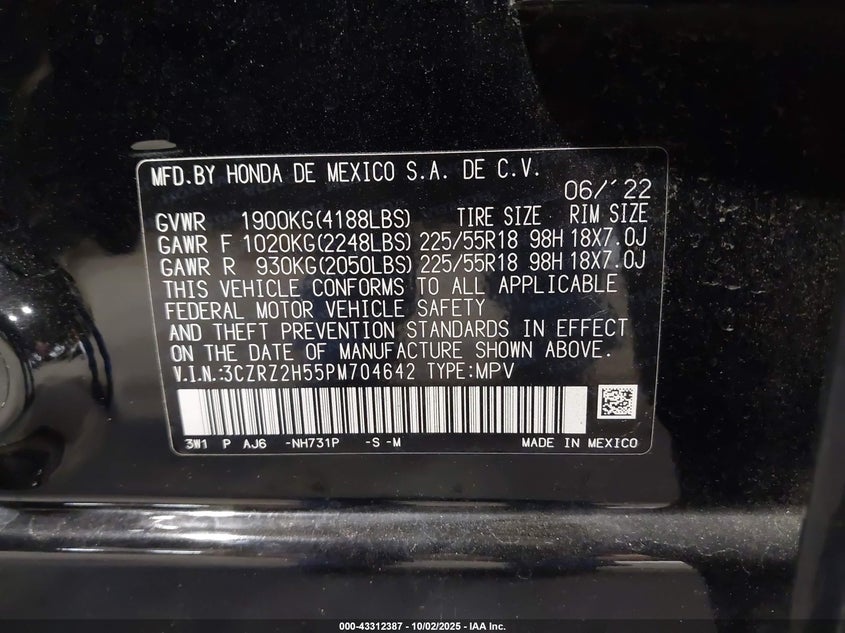 MFD.BY HONDA DE MEXICO S.A. DE C.V.
06/'22
GVWR 1900KG(4188LBS) TIRE SIZE RIM SIZE
GAWR F 1020KG(2248LBS) 225/55R18 98H 18X7.0J
GAWR R 930KG(2050LBS) 225/55R18 98H 18X7.0J
THIS VEHICLE CONFORMS TO ALL APPLICABLE
FEDERAL MOTOR VEHICLE SAFETY
AND THEFT PREVENTION STANDARDS IN EFFECT
ON THE DATE OF MANUFACTURE SHOWN ABOVE.
V.I.N.:3CZRZ2H55PM704642 TYPE:MPV
3W1 P AJ6 -NH731P -S -M MADE IN MEXICO
000-43312387 - 10/02/2025 - IAA Inc.